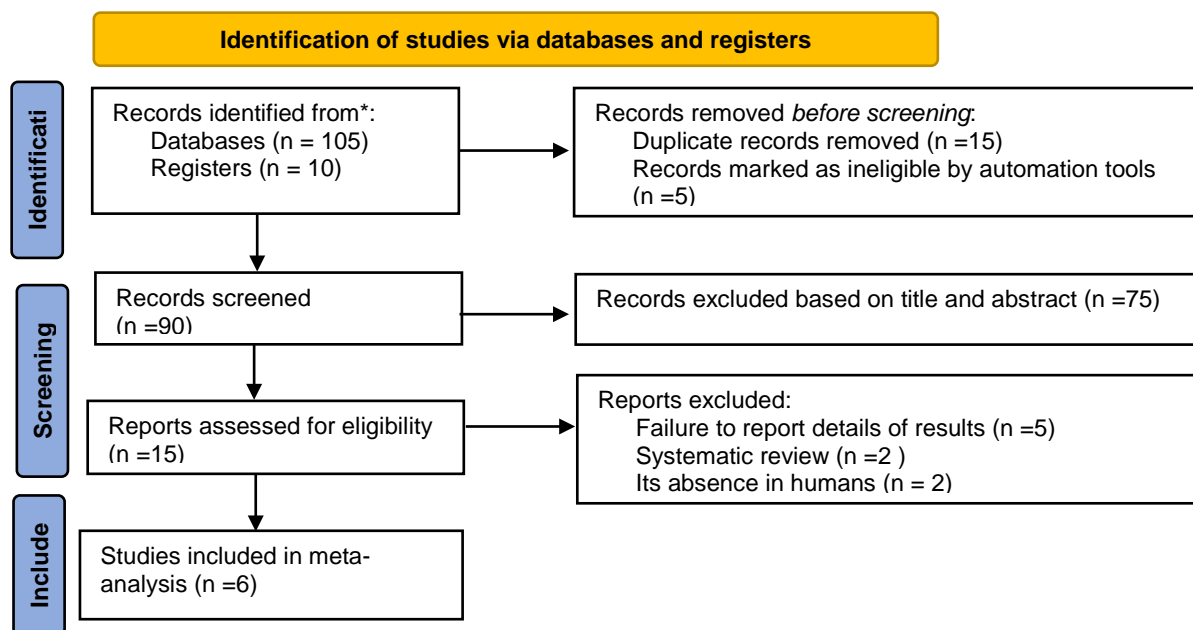 Identification of studies via databases and registers
Identificati
Records identified from*:
Databases (n = 105)
Registers (n = 10)
Records removed before screening:
Duplicate records removed (n =15)
Records marked as ineligible by automation tools
(n =5)
Screening
Records screened
(n =90)
Records excluded based on title and abstract (n =75)
Reports assessed for eligibility
(n =15)
Reports excluded:
Failure to report details of results (n =5)
Systematic review (n =2 )
Its absence in humans (n = 2)
Include
Studies included in meta-
analysis (n =6)